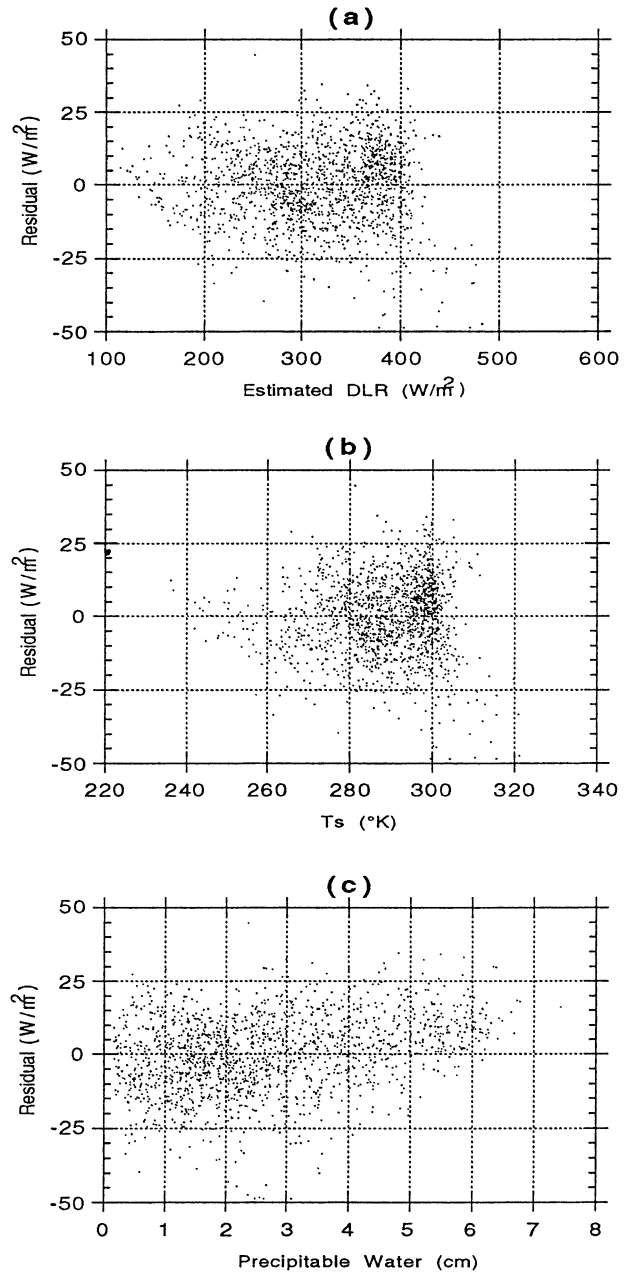 (a)
50
25
0
-25
-50
Residual (W/m²)
100 200 300 400 500 600
Estimated DLR (W/m²)
(b)
50
25
0
-25
-50
Residual (W/m²)
220 240 260 280 300 320 340
Ts (°K)
(c)
50
25
0
-25
-50
Residual (W/m²)
0 1 2 3 4 5 6 7 8
Precipitable Water (cm)